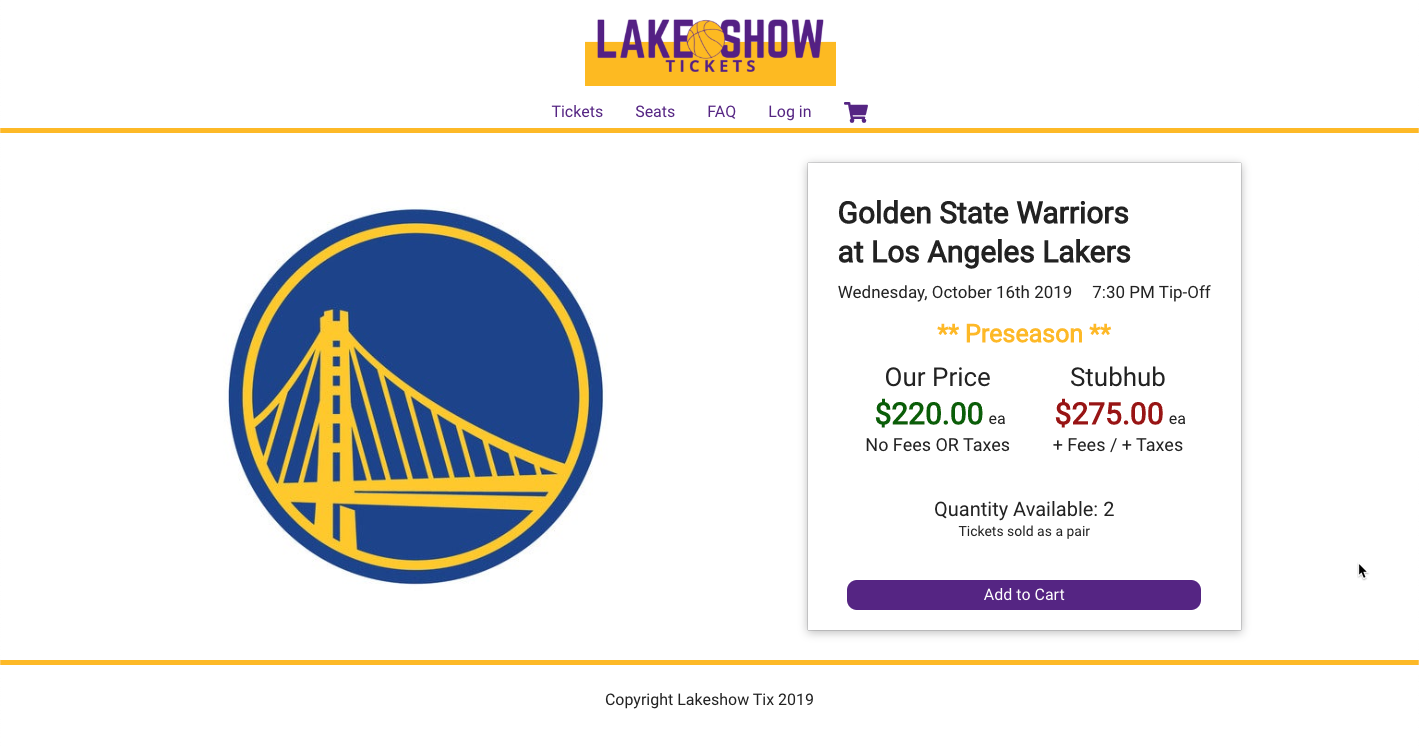 LAKE SHOW
TICKETS
Tickets Seats FAQ Log in
Golden State Warriors
at Los Angeles Lakers
Wednesday, October 16th 2019 7:30 PM Tip-Off
** Preseason **
Our Price Stubhub
$220.00 ea $275.00 ea
No Fees OR Taxes + Fees / + Taxes
Quantity Available: 2
Tickets sold as a pair
Add to Cart
Copyright Lakeshow Tix 2019